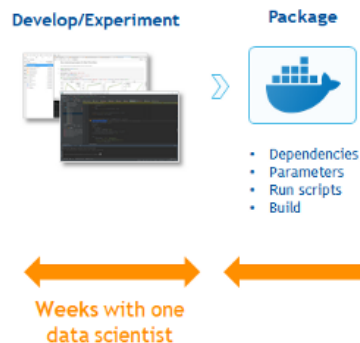 Develop/Experiment
Package
• Dependencies
• Parameters
• Run scripts
• Build
Weeks with one
data scientist